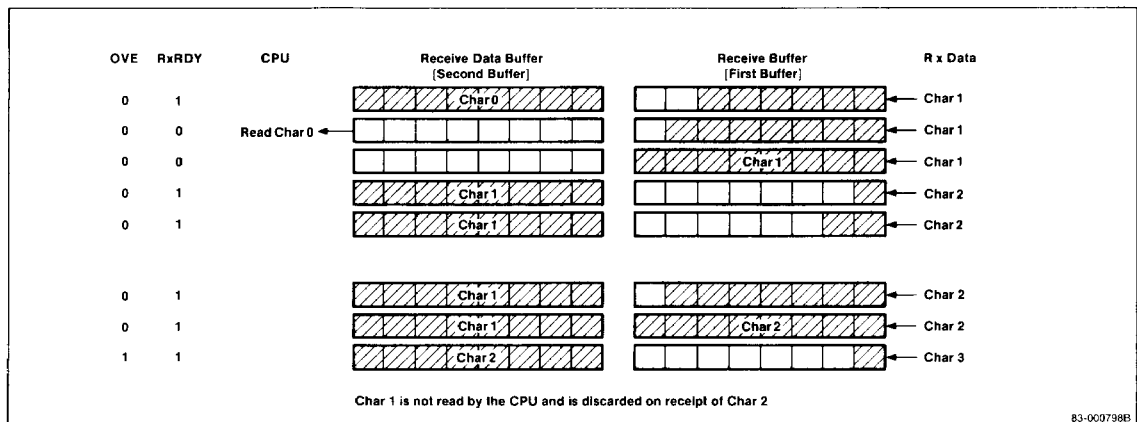 OVE RxRDY CPU Receive Data Buffer [Second Buffer] Receive Buffer [First Buffer] R x Data
0 1 Char 0 Char 1
0 0 Read Char 0 Char 1
0 0 Char 1 Char 1
0 1 Char 1 Char 2
0 1 Char 1 Char 2
0 1 Char 1 Char 2
0 1 Char 1 Char 2 Char 2
1 1 Char 2 Char 3
Char 1 is not read by the CPU and is discarded on receipt of Char 2
83-000798B